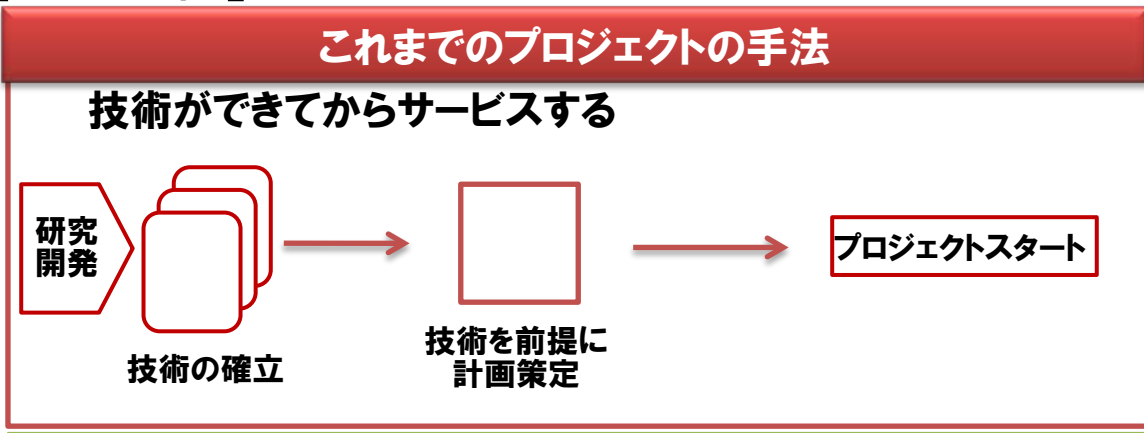 これまでのプロジェクトの手法
技術ができてからサービスする
研究
開発
技術の確立
技術を前提に
計画策定
プロジェクトスタート